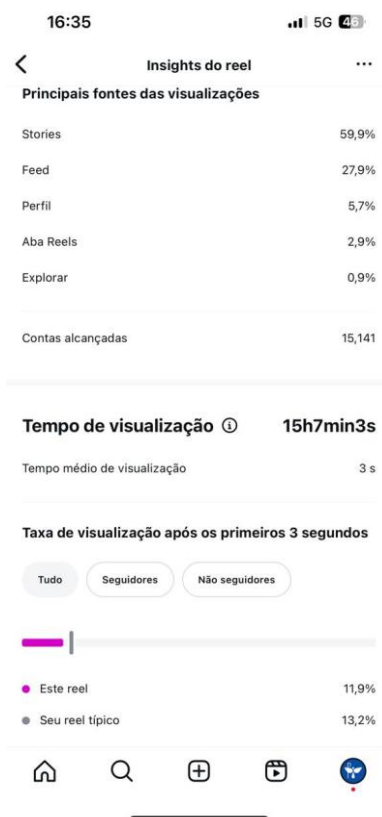 16:35
5G 46
Insights do reel
Principais fontes das visualizações
Stories 59,9%
Feed 27,9%
Perfil 5,7%
Aba Reels 2,9%
Explorar 0,9%
Contas alcançadas 15,141
Tempo de visualização 15h7min3s
Tempo médio de visualização 3 s
Taxa de visualização após os primeiros 3 segundos
Tudo Seguidores Não seguidores
Este reel 11,9%
Seu reel típico 13,2%